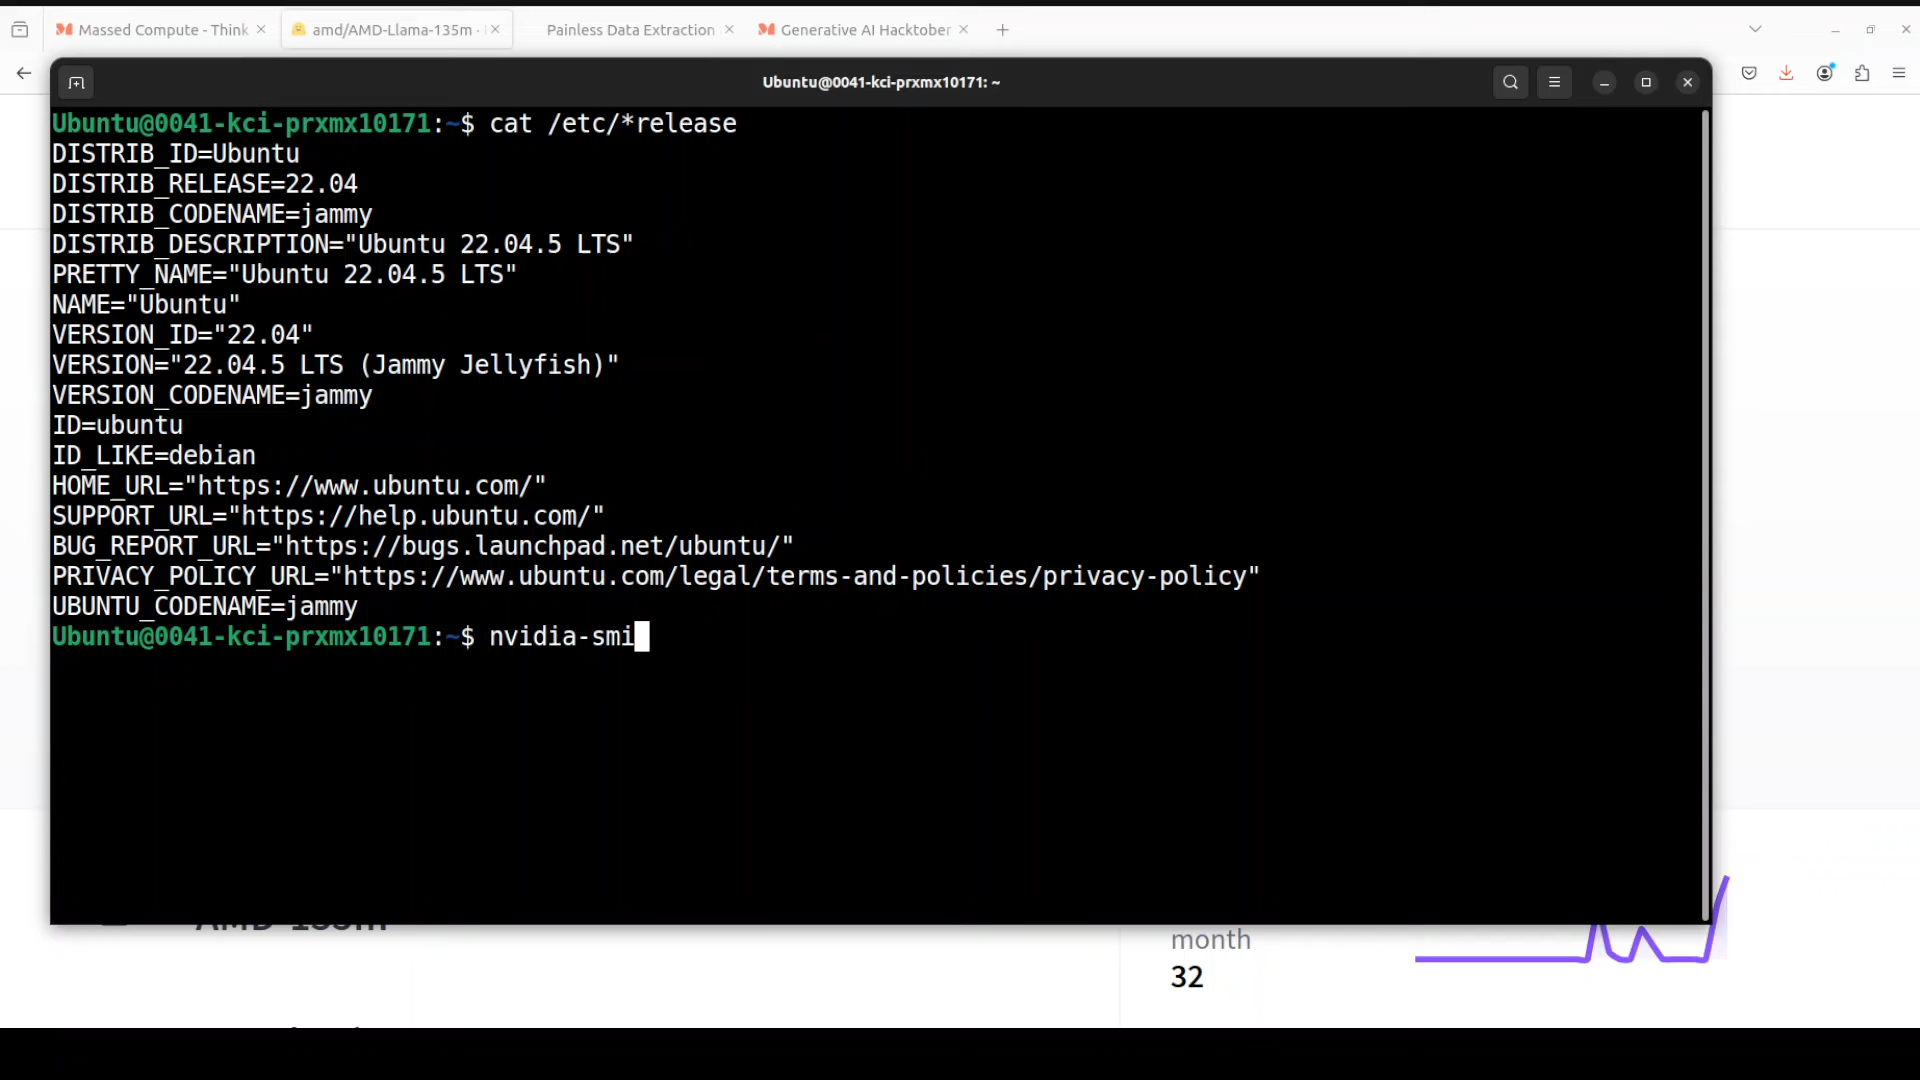 Massed Compute - Think
amd/AMD-Llama-135m ·
Painless Data Extraction
Generative AI Hacktober
Ubuntu@0041-kci-prxmx10171: ~
Ubuntu@0041-kci-prxmx10171:~$ cat /etc/*release
DISTRIB_ID=Ubuntu
DISTRIB_RELEASE=22.04
DISTRIB_CODENAME=jammy
DISTRIB_DESCRIPTION="Ubuntu 22.04.5 LTS"
PRETTY_NAME="Ubuntu 22.04.5 LTS"
NAME="Ubuntu"
VERSION_ID="22.04"
VERSION="22.04.5 LTS (Jammy Jellyfish)"
VERSION_CODENAME=jammy
ID=ubuntu
ID_LIKE=debian
HOME_URL="https://www.ubuntu.com/"
SUPPORT_URL="https://help.ubuntu.com/"
BUG_REPORT_URL="https://bugs.launchpad.net/ubuntu/"
PRIVACY_POLICY_URL="https://www.ubuntu.com/legal/terms-and-policies/privacy-policy"
UBUNTU_CODENAME=jammy
Ubuntu@0041-kci-prxmx10171:~$ nvidia-smi
AMD-135m
month
32